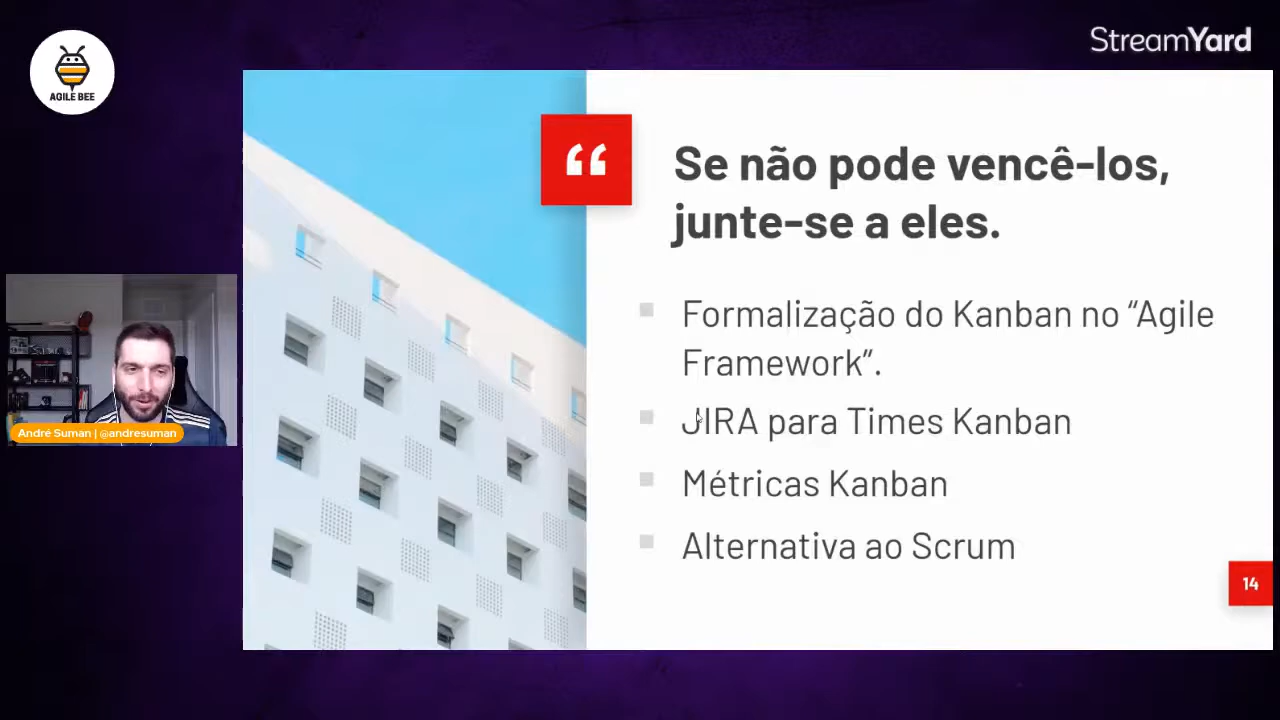 AGILE BEE
StreamYard
“
Se não pode vencê-los,
junte-se a eles.
Formalização do Kanban no “Agile
Framework”.
JIRA para Times Kanban
Métricas Kanban
Alternativa ao Scrum
André Suman | @andresuman
14